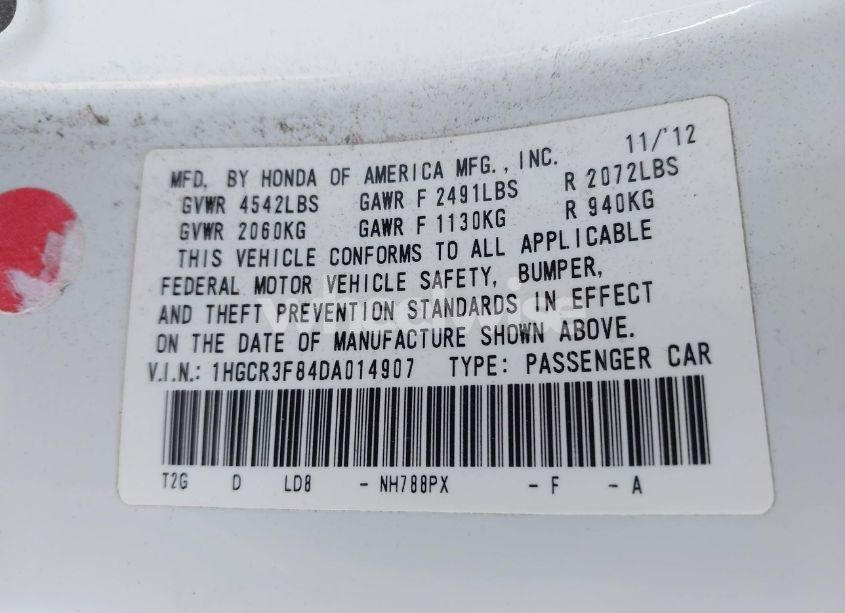 MFD. BY HONDA OF AMERICA MFG., INC. 11/'12
GVWR 4542LBS GAWR F 2491LBS R 2072LBS
GVWR 2060KG GAWR F 1130KG R 940KG
THIS VEHICLE CONFORMS TO ALL APPLICABLE
FEDERAL MOTOR VEHICLE SAFETY, BUMPER,
AND THEFT PREVENTION STANDARDS IN EFFECT
ON THE DATE OF MANUFACTURE SHOWN ABOVE.
V.I.N.: 1HGCR3F84DA014907 TYPE: PASSENGER CAR
T2G D LD8 - NH788PX - F - A